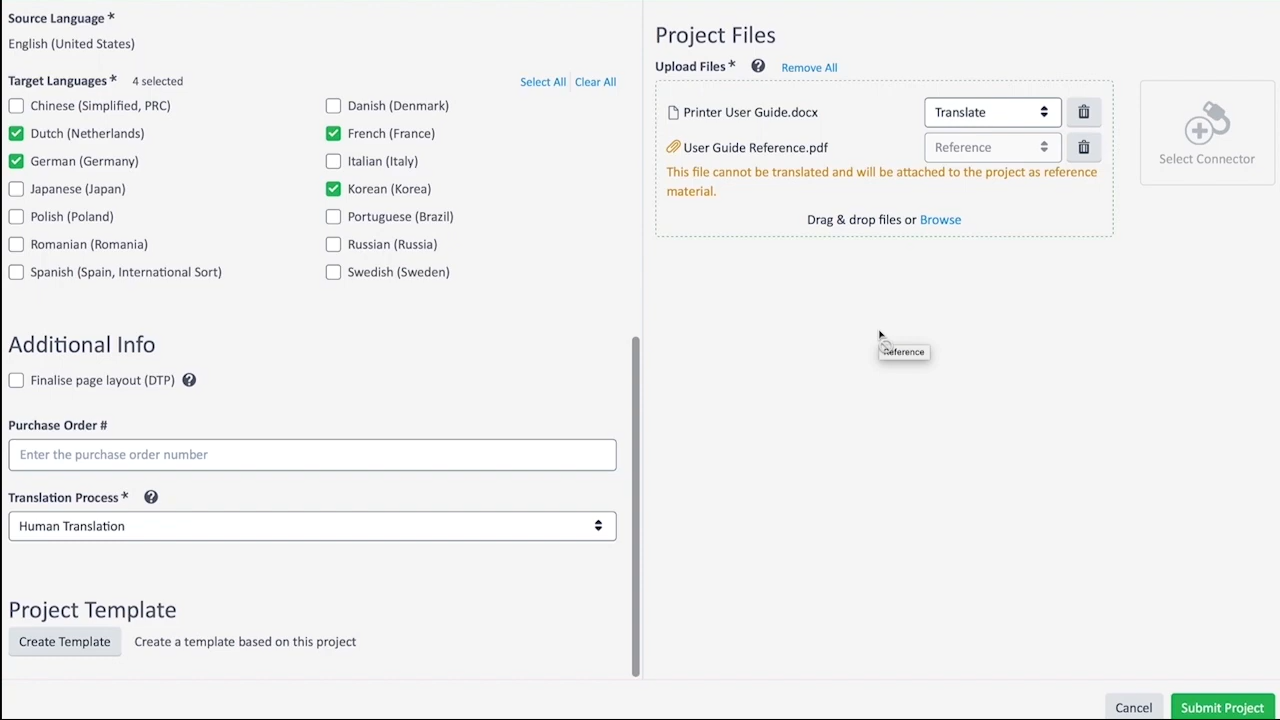 Source Language *
English (United States)
Target Languages * 4 selected Select All Clear All
Chinese (Simplified, PRC) Danish (Denmark)
Dutch (Netherlands) French (France)
German (Germany) Italian (Italy)
Japanese (Japan) Korean (Korea)
Polish (Poland) Portuguese (Brazil)
Romanian (Romania) Russian (Russia)
Spanish (Spain, International Sort) Swedish (Sweden)
Additional Info
Finalise page layout (DTP) ?
Purchase Order #
Enter the purchase order number
Translation Process * ?
Human Translation
Project Template
Create Template Create a template based on this project
Project Files
Upload Files * ? Remove All
Printer User Guide.docx Translate
User Guide Reference.pdf Reference
This file cannot be translated and will be attached to the project as reference
material.
Drag & drop files or Browse
Select Connector
Reference
Cancel Submit Project